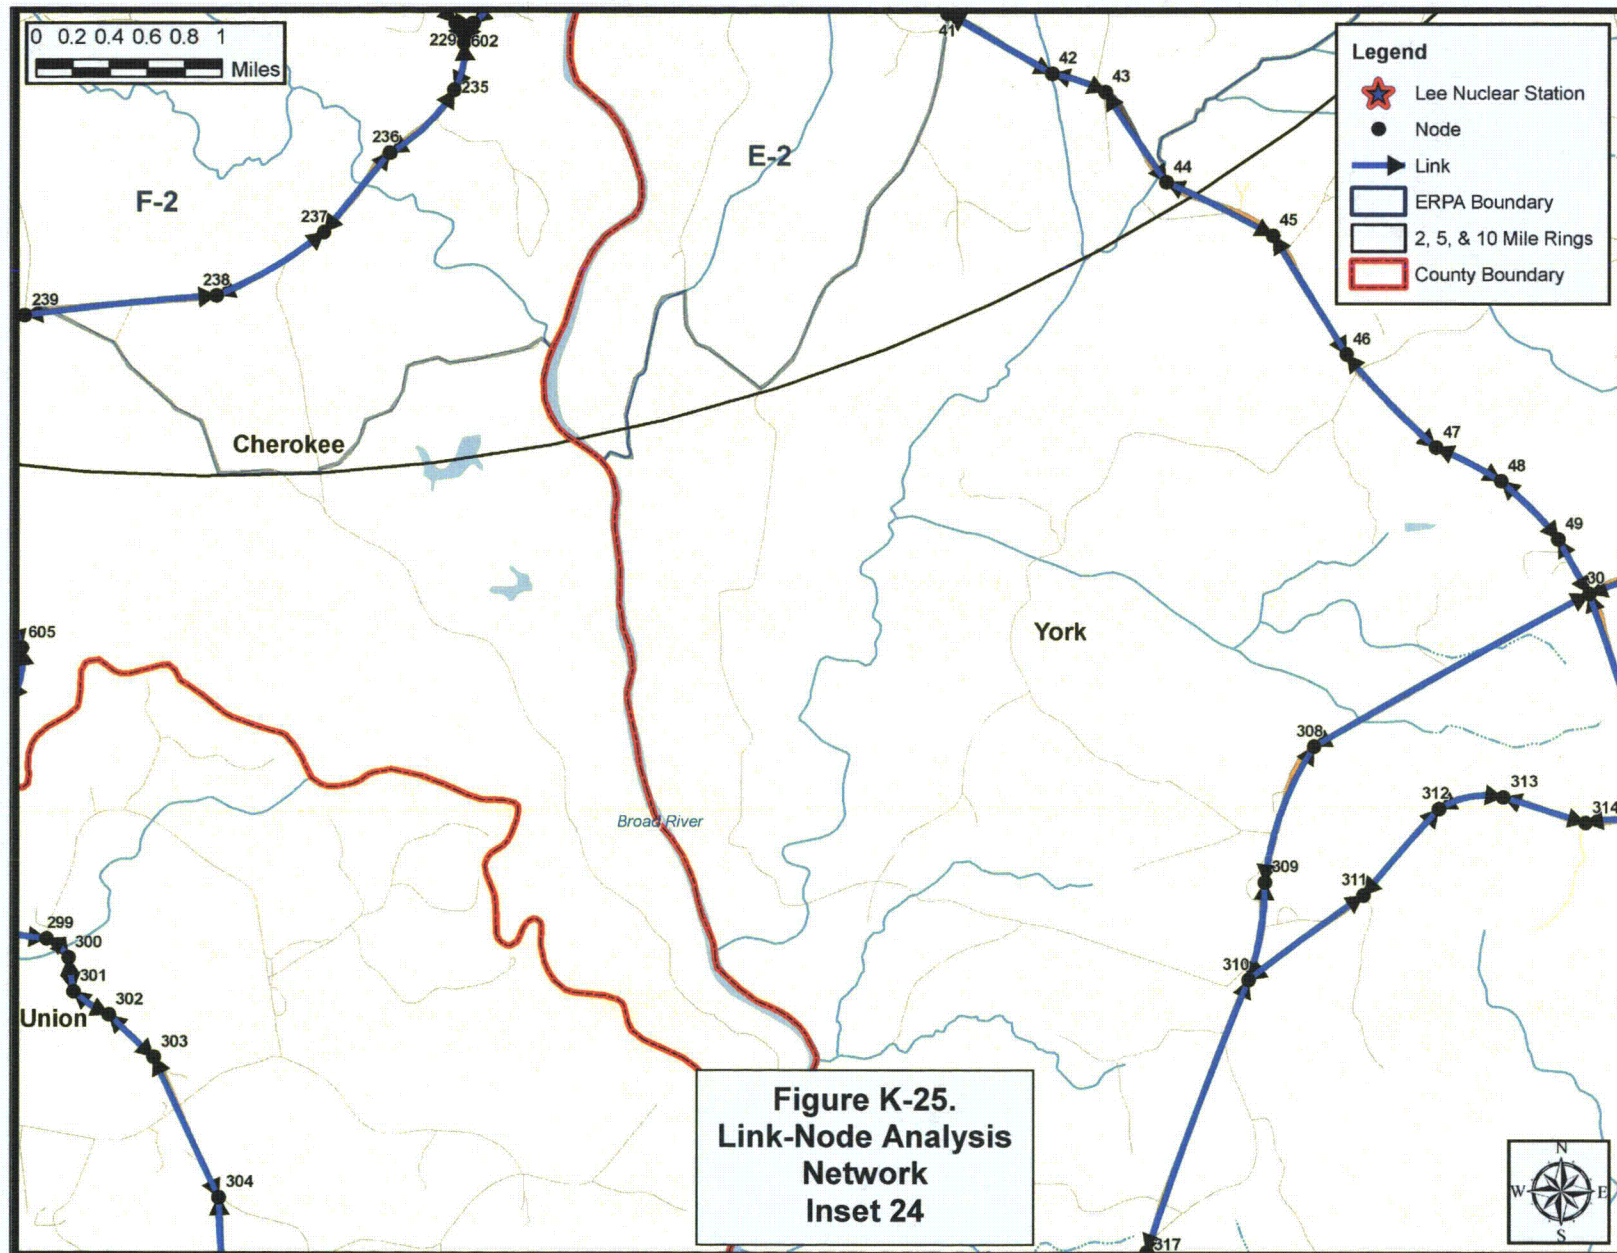 0 0.2 0.4 0.6 0.8 1
Miles
229
602
235
236
237
238
239
F-2
E-2
41
42
43
44
45
46
47
48
49
30
Legend
Lee Nuclear Station
Node
Link
ERPA Boundary
2, 5, & 10 Mile Rings
County Boundary
Cherokee
York
605
308
309
310
311
312
313
314
317
Broad River
299
300
301
302
303
304
Union
Figure K-25.
Link-Node Analysis
Network
Inset 24
N
W E
S